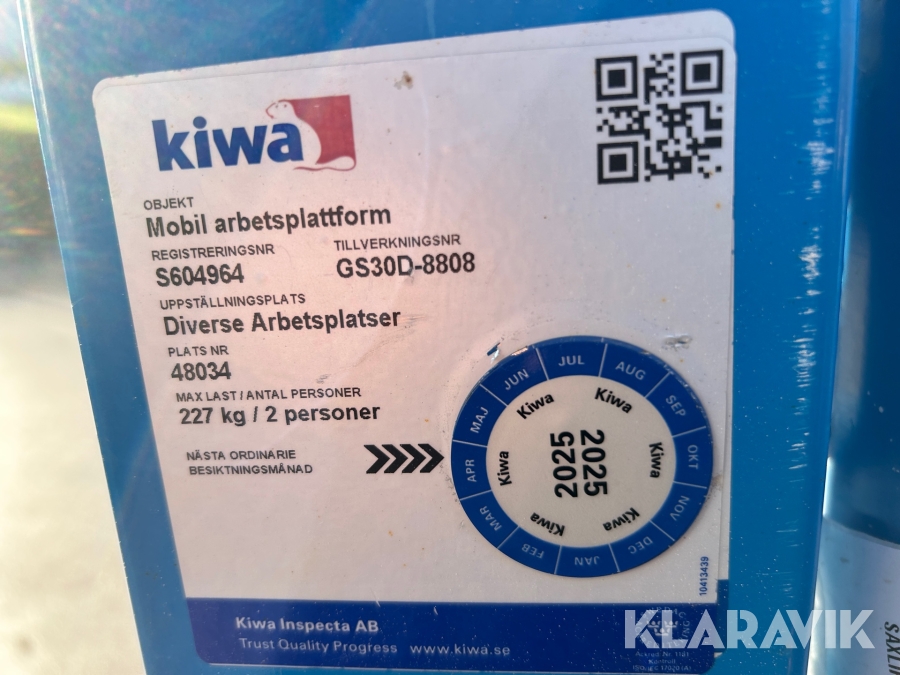 kiwa
OBJEKT
Mobil arbetsplattform
REGISTRERINGSNR
TILLVERKNINGSNR
S604964
GS30D-8808
UPPSTÄLLNINGSPLATS
Diverse Arbetsplatser
PLATS NR
48034
MAX LAST / ANTAL PERSONER
227 kg / 2 personer
NÄSTA ORDINARIE
BESIKTNINGSMÅNAD
JAN
FEB
MAR
APR
MAJ
JUN
JUL
AUG
SEP
OKT
NOV
DEC
Kiwa
Kiwa
Kiwa
Kiwa
Kiwa
Kiwa
2025
2025
10413439
Kiwa Inspecta AB
Trust Quality Progress www.kiwa.se
KLARAVIK